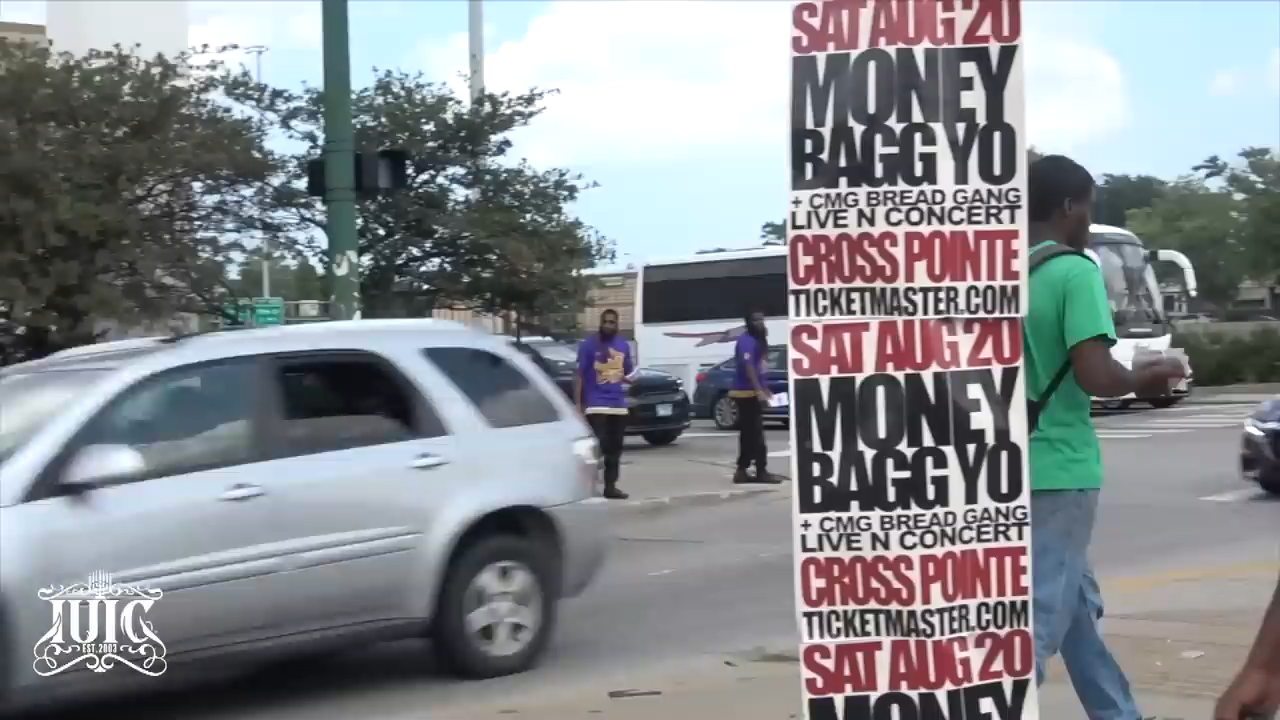 SAT AUG 20
MONEY
BAGG YO
+ CMG BREAD GANG
LIVE N CONCERT
CROSS POINTE
TICKETMASTER.COM
SAT AUG 20
MONEY
BAGG YO
+ CMG BREAD GANG
LIVE N CONCERT
CROSS POINTE
TICKETMASTER.COM
SAT AUG 20
MONEY
IUIC
EST. 2003